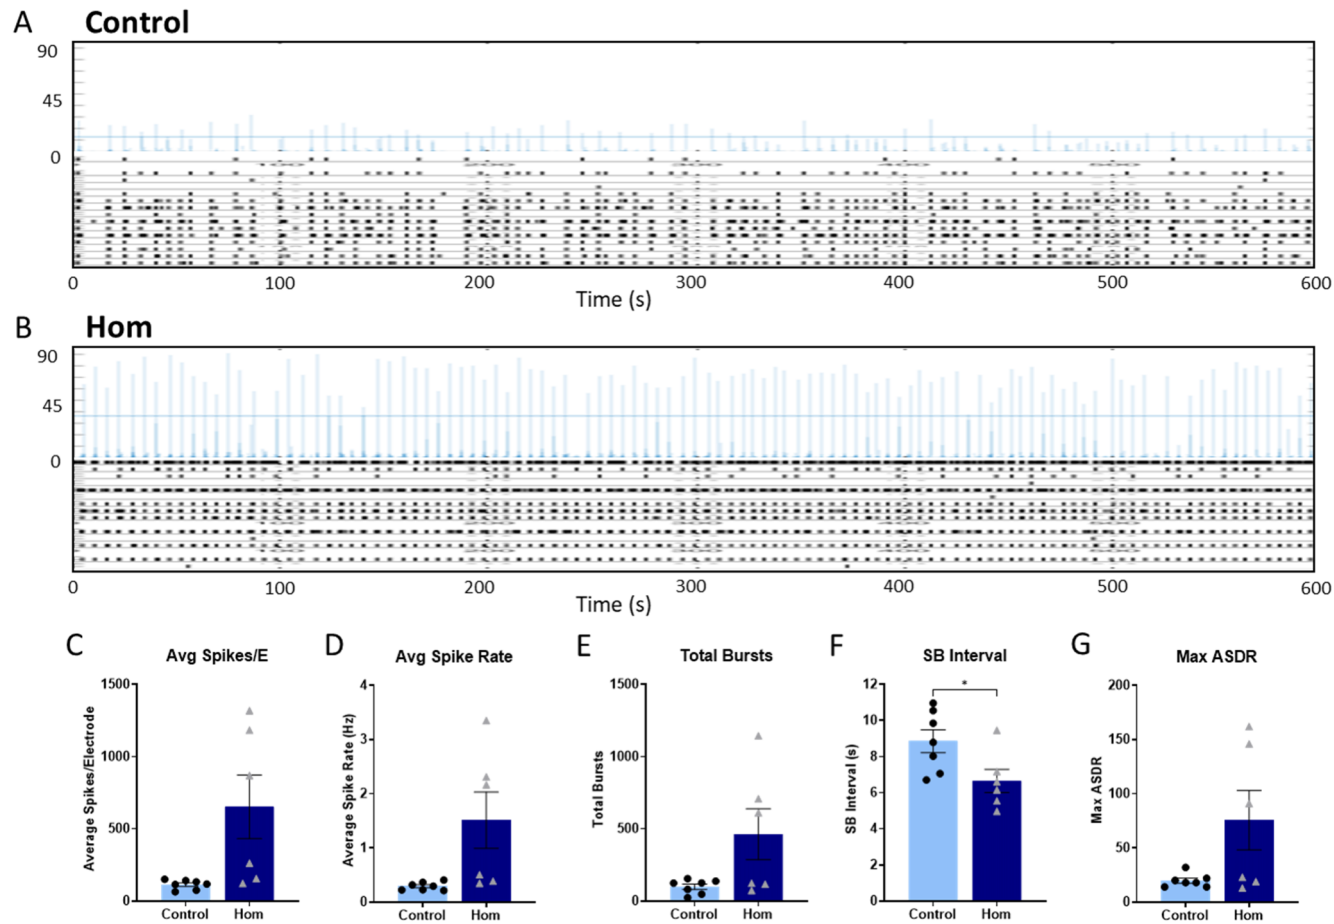 A Control
90
45
0
0 100 200 300 400 500 600
Time (s)
B Hom
90
45
0
0 100 200 300 400 500 600
Time (s)
C Avg Spikes/E
Average Spikes/Electrode
1500
1000
500
0
Control Hom
D Avg Spike Rate
Average Spike Rate (Hz)
4
3
2
1
0
Control Hom
E Total Bursts
Total Bursts
1500
1000
500
0
Control Hom
F SB Interval
SB Interval (s)
12
10
8
6
4
2
0
*
Control Hom
G Max ASDR
Max ASDR
200
150
100
50
0
Control Hom